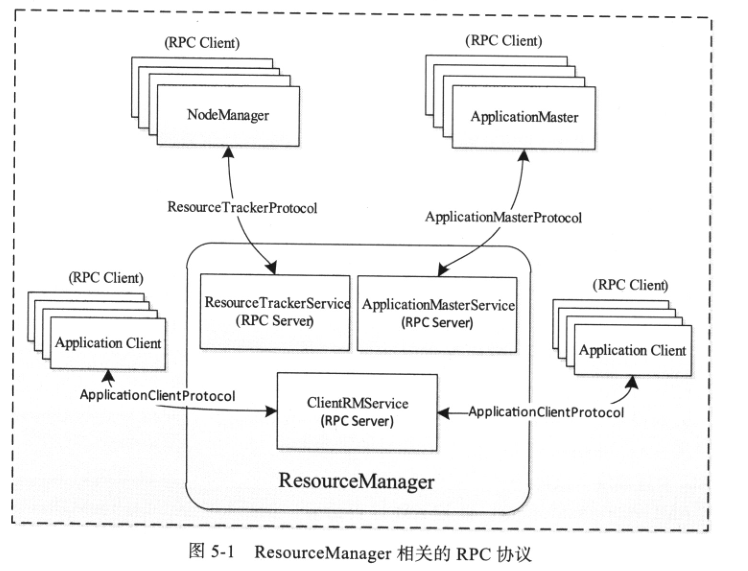 (RPC Client)
(RPC Client)
NodeManager
ApplicationMaster
ResourceTrackerProtocol
ApplicationMasterProtocol
(RPC Client)
(RPC Client)
ResourceTrackerService
(RPC Server)
ApplicationMasterService
(RPC Server)
Application Client
Application Client
ApplicationClientProtocol
ClientRMService
(RPC Server)
ApplicationClientProtocol
ResourceManager
图 5-1 ResourceManager 相关的 RPC 协议